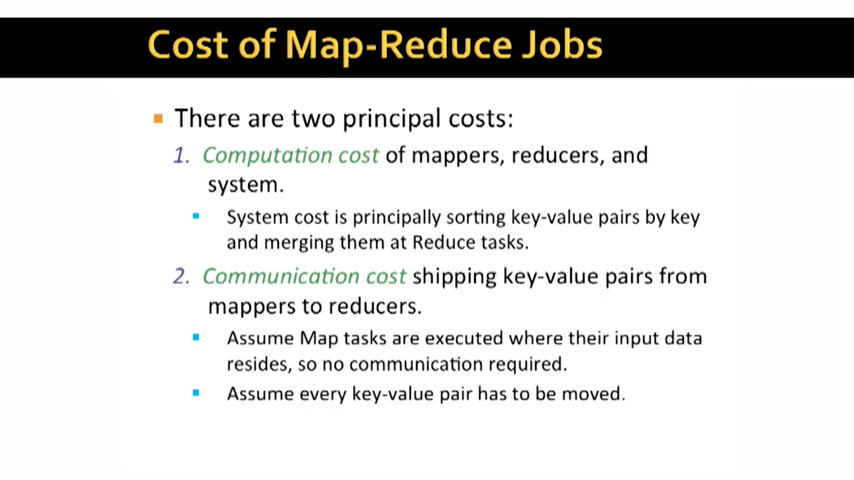 Cost of Map-Reduce Jobs
There are two principal costs:
1. Computation cost of mappers, reducers, and
system.
System cost is principally sorting key-value pairs by key
and merging them at Reduce tasks.
2. Communication cost shipping key-value pairs from
mappers to reducers.
Assume Map tasks are executed where their input data
resides, so no communication required.
Assume every key-value pair has to be moved.